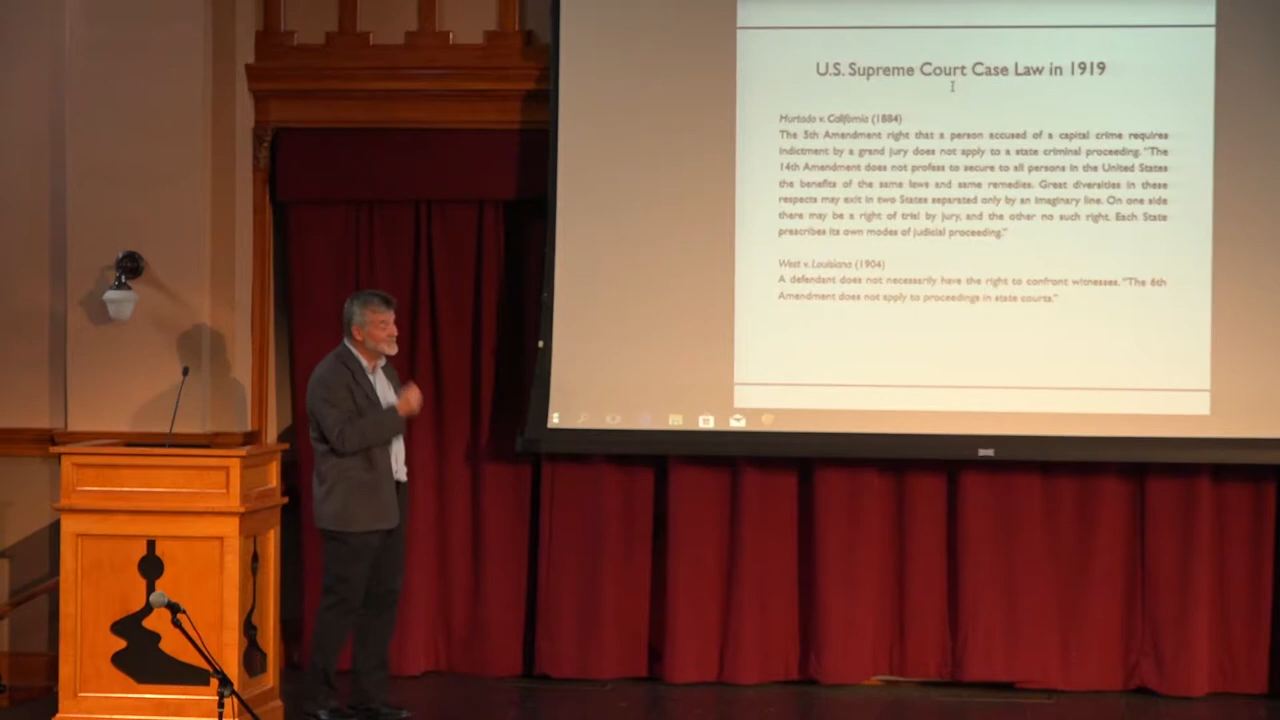 U.S. Supreme Court Case Law in 1919
Hurtado v. California (1884)
The 5th Amendment right that a person accused of a capital crime requires
indictment by a grand jury does not apply to a state criminal proceeding. "The
14th Amendment does not profess to secure to all persons in the United States
the benefits of the same laws and same remedies. Great diversities in these
respects may exit in two States separated only by an imaginary line. On one side
there may be a right of trial by jury, and the other no such right. Each State
prescribes its own modes of judicial proceeding."
West v. Louisiana (1904)
A defendant does not necessarily have the right to confront witnesses. "The 6th
Amendment does not apply to proceedings in state courts."